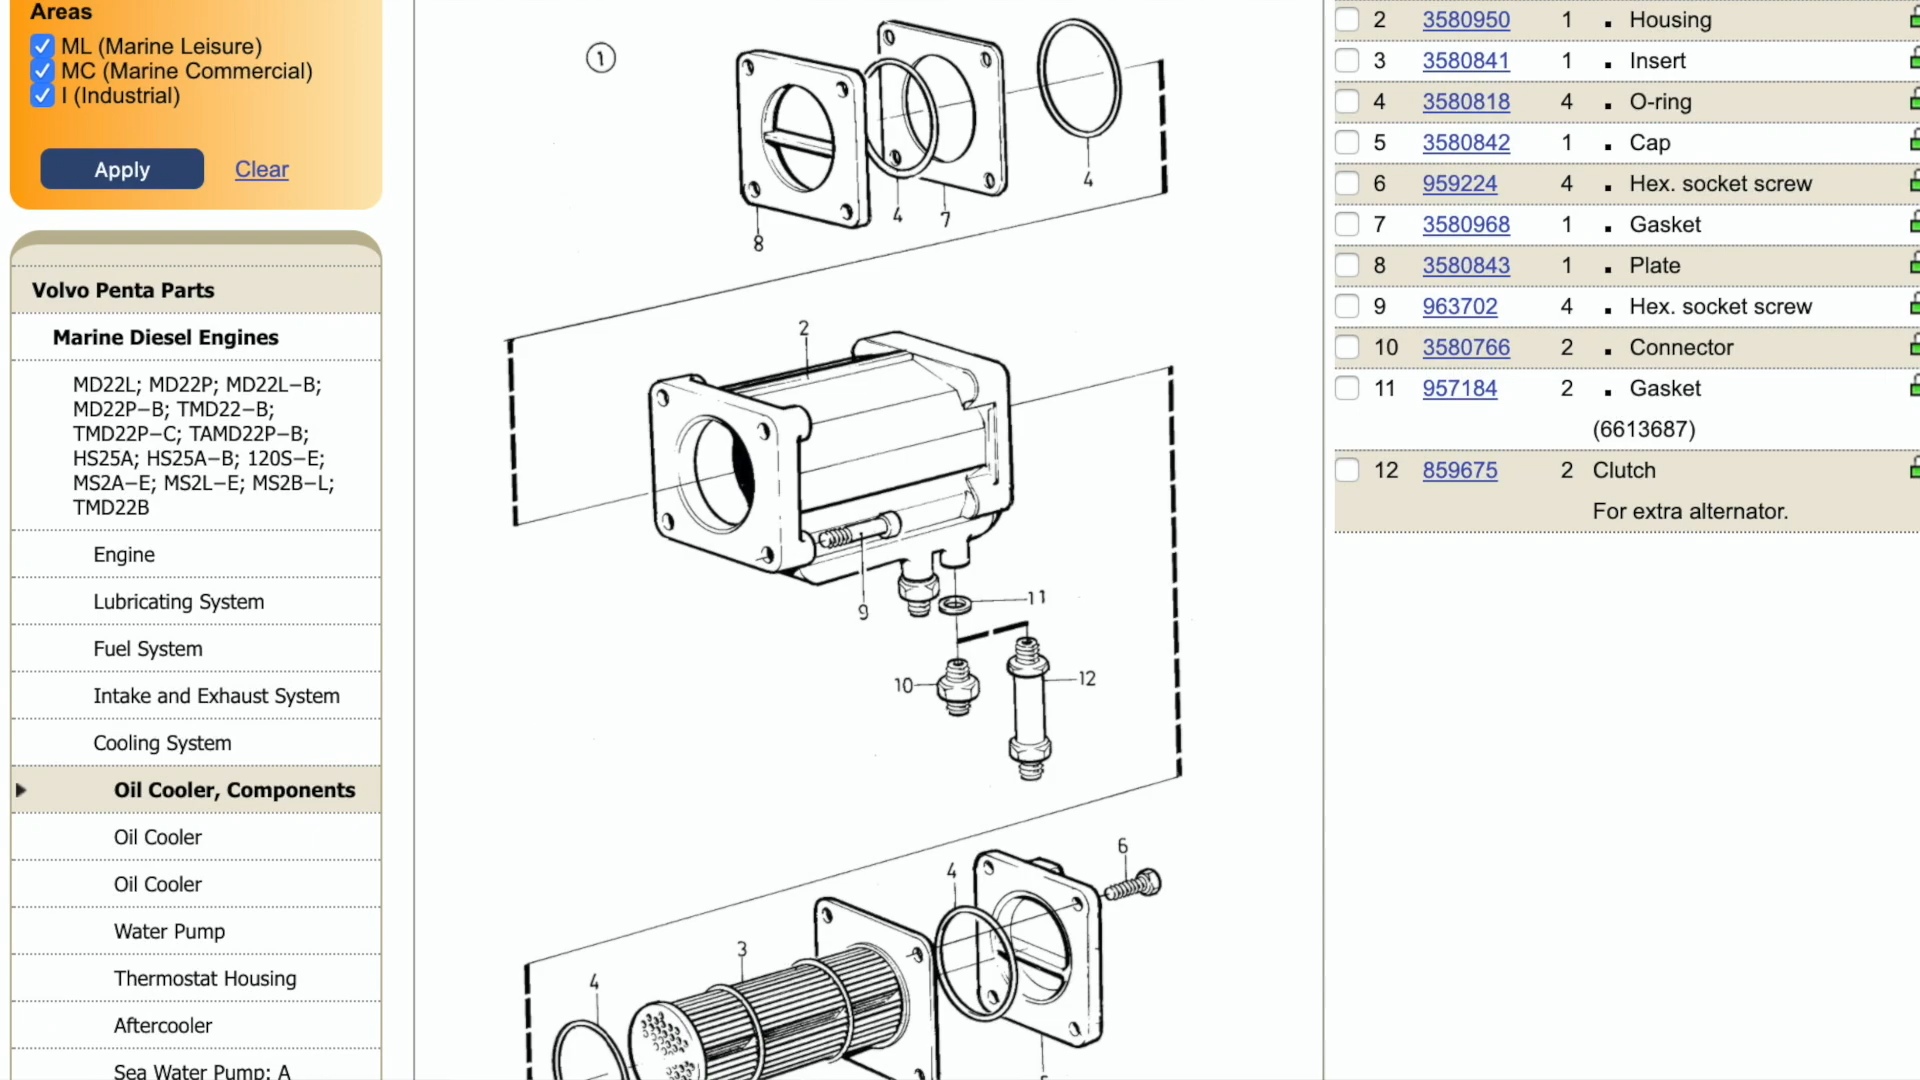 Areas
ML (Marine Leisure)
MC (Marine Commercial)
I (Industrial)
Apply
Clear
Volvo Penta Parts
Marine Diesel Engines
MD22L; MD22P; MD22L–B;
MD22P–B; TMD22–B;
TMD22P–C; TAMD22P–B;
HS25A; HS25A–B; 120S–E;
MS2A–E; MS2L–E; MS2B–L;
TMD22B
Engine
Lubricating System
Fuel System
Intake and Exhaust System
Cooling System
Oil Cooler, Components
Oil Cooler
Oil Cooler
Water Pump
Thermostat Housing
Aftercooler
Sea Water Pump: A
1
4
4
7
8
2
9
11
10
12
6
4
3
4
2 3580950 1 Housing
3 3580841 1 Insert
4 3580818 4 O-ring
5 3580842 1 Cap
6 959224 4 Hex. socket screw
7 3580968 1 Gasket
8 3580843 1 Plate
9 963702 4 Hex. socket screw
10 3580766 2 Connector
11 957184 2 Gasket
(6613687)
12 859675 2 Clutch
For extra alternator.